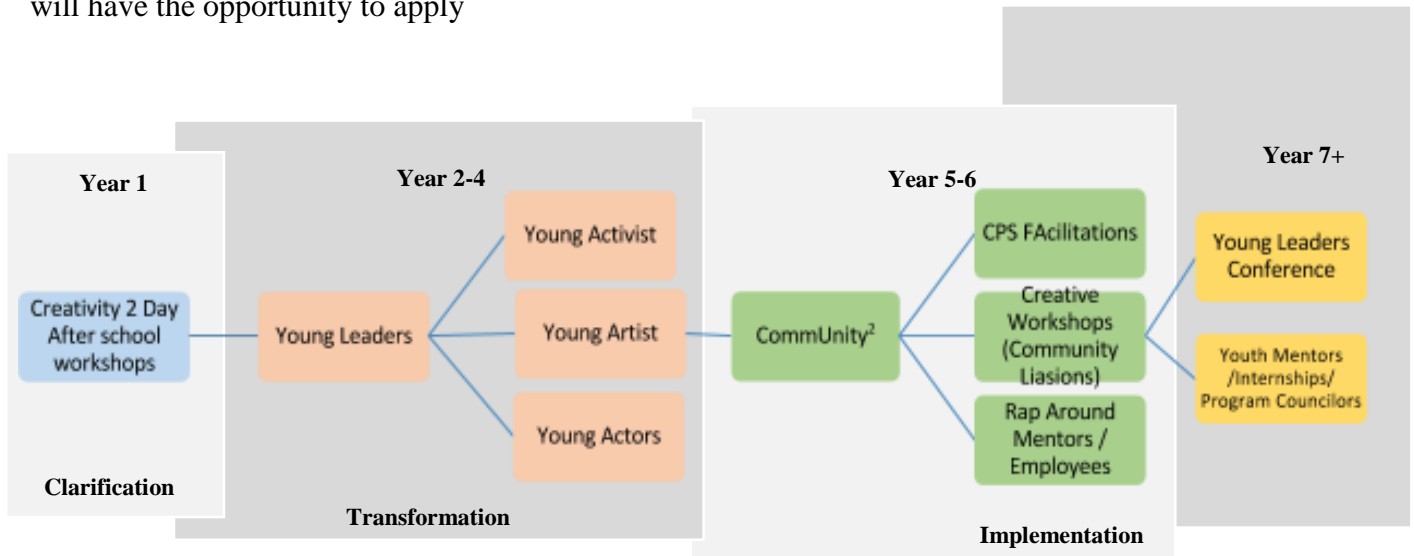 will have the opportunity to apply
Year 1
Creativity 2 Day
After school
workshops
Clarification
Year 2-4
Young Leaders
Young Activist
Young Artist
Young Actors
Transformation
Year 5-6
CommUnity²
CPS FAcilitations
Creative
Workshops
(Community
Liasions)
Rap Around
Mentors /
Employees
Implementation
Year 7+
Young Leaders
Conference
Youth Mentors
/Internships/
Program Councilors